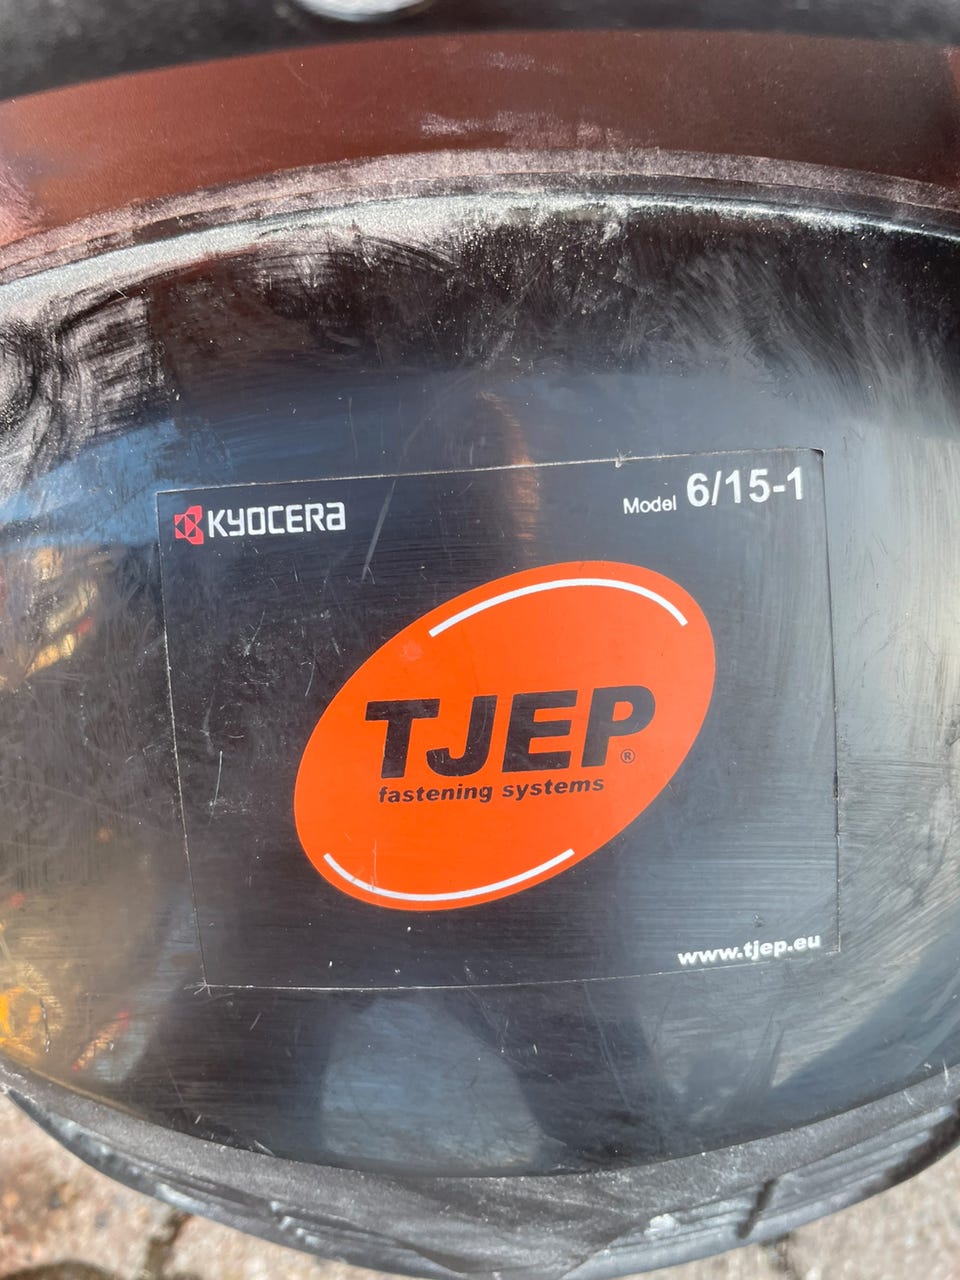 KYOCERA
Model 6/15-1
TJEP®
fastening systems
www.tjep.eu